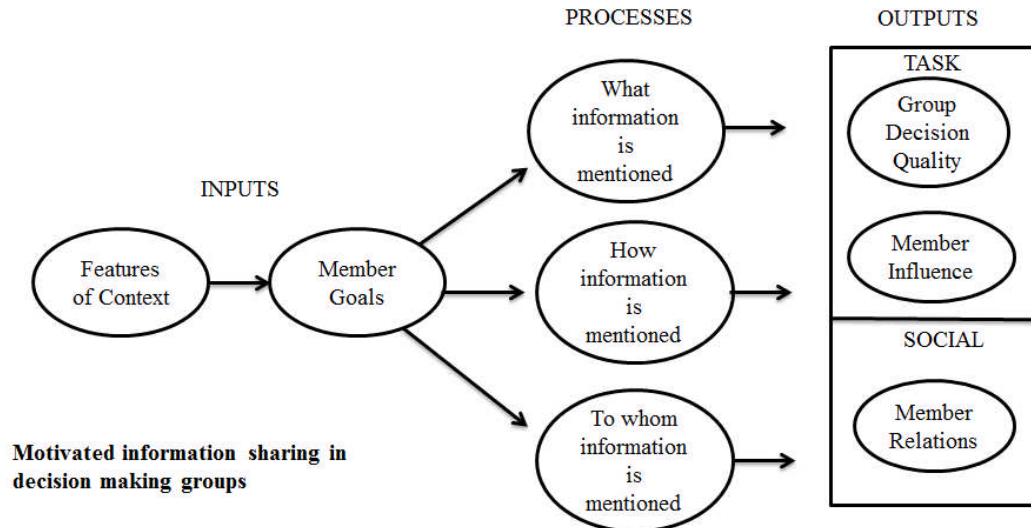 PROCESSES
OUTPUTS
INPUTS
Features
of Context
Member
Goals
What
information
is
mentioned
How
information
is
mentioned
To whom
information
is
mentioned
TASK
Group
Decision
Quality
Member
Influence
SOCIAL
Member
Relations
Motivated information sharing in
decision making groups